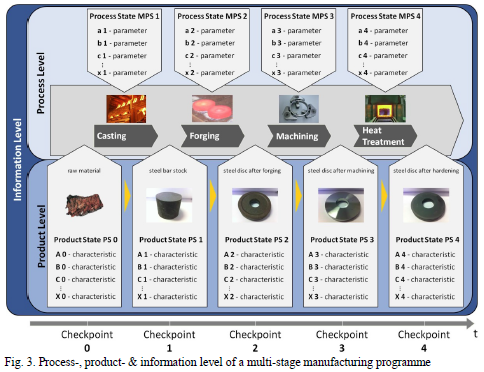 Information Level
Process Level
Process State MPS 1
a 1 - parameter
b 1 - parameter
c 1 - parameter
⋮
x 1 - parameter
Process State MPS 2
a 2 - parameter
b 2 - parameter
c 2 - parameter
⋮
x 2 - parameter
Process State MPS 3
a 3 - parameter
b 3 - parameter
c 3 - parameter
⋮
x 3 - parameter
Process State MPS 4
a 4 - parameter
b 4 - parameter
c 4 - parameter
⋮
x 4 - parameter
Casting
Forging
Machining
Heat
Treatment
Product Level
raw material
Product State PS 0
A 0 - characteristic
B 0 - characteristic
C 0 - characteristic
⋮
X 0 - characteristic
steel bar stock
Product State PS 1
A 1 - characteristic
B 1 - characteristic
C 1 - characteristic
⋮
X 1 - characteristic
steel disc after forging
Product State PS 2
A 2 - characteristic
B 2 - characteristic
C 2 - characteristic
⋮
X 2 - characteristic
steel disc after machining
Product State PS 3
A 3 - characteristic
B 3 - characteristic
C 3 - characteristic
⋮
X 3 - characteristic
steel disc after hardening
Product State PS 4
A 4 - characteristic
B 4 - characteristic
C 4 - characteristic
⋮
X 4 - characteristic
Checkpoint
0
Checkpoint
1
Checkpoint
2
Checkpoint
3
Checkpoint
4
t
Fig. 3. Process-, product- & information level of a multi-stage manufacturing programme